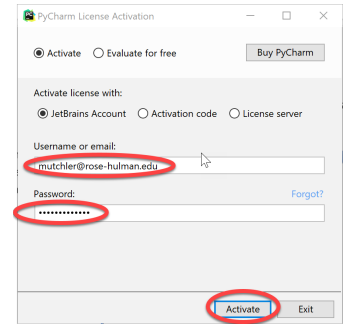 PyCharm License Activation
Activate Evaluate for free Buy PyCharm
Activate license with:
JetBrains Account Activation code License server
Username or email:
mutchler@rose-hulman.edu
Password: Forgot?
•••••••••••••
Activate Exit